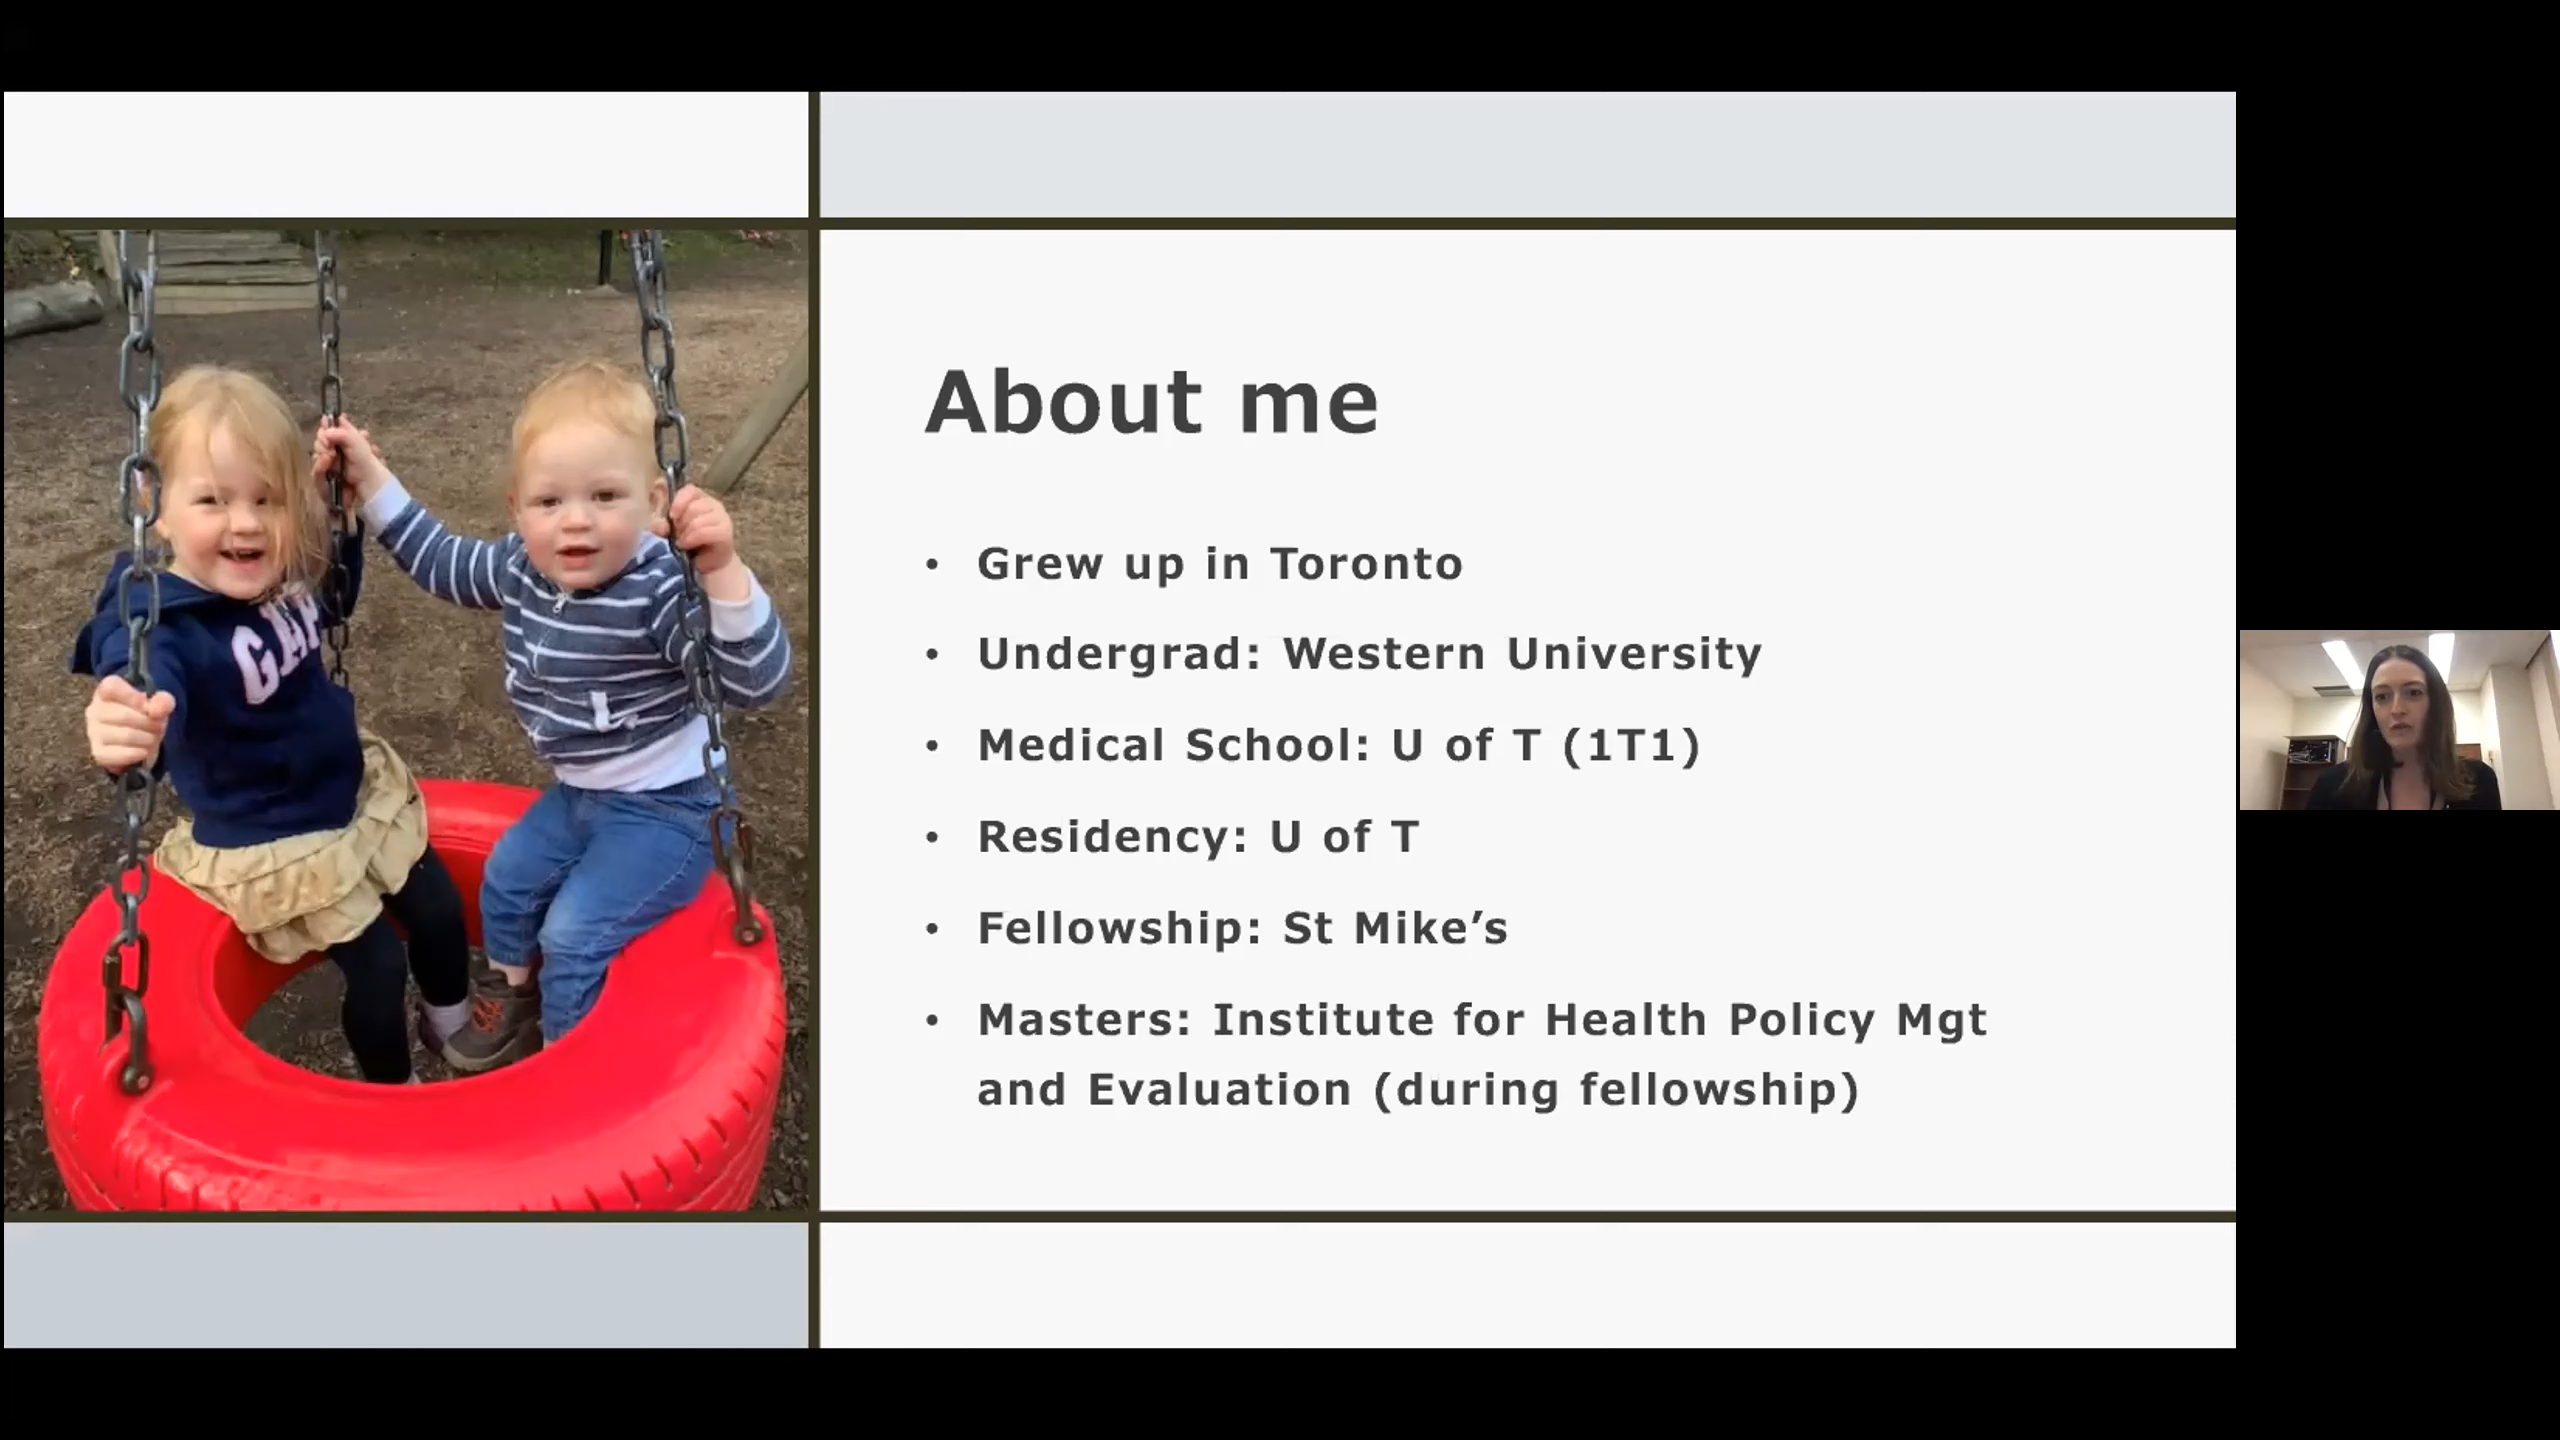 About me
• Grew up in Toronto
• Undergrad: Western University
• Medical School: U of T (1T1)
• Residency: U of T
• Fellowship: St Mike’s
• Masters: Institute for Health Policy Mgt
and Evaluation (during fellowship)
GAP